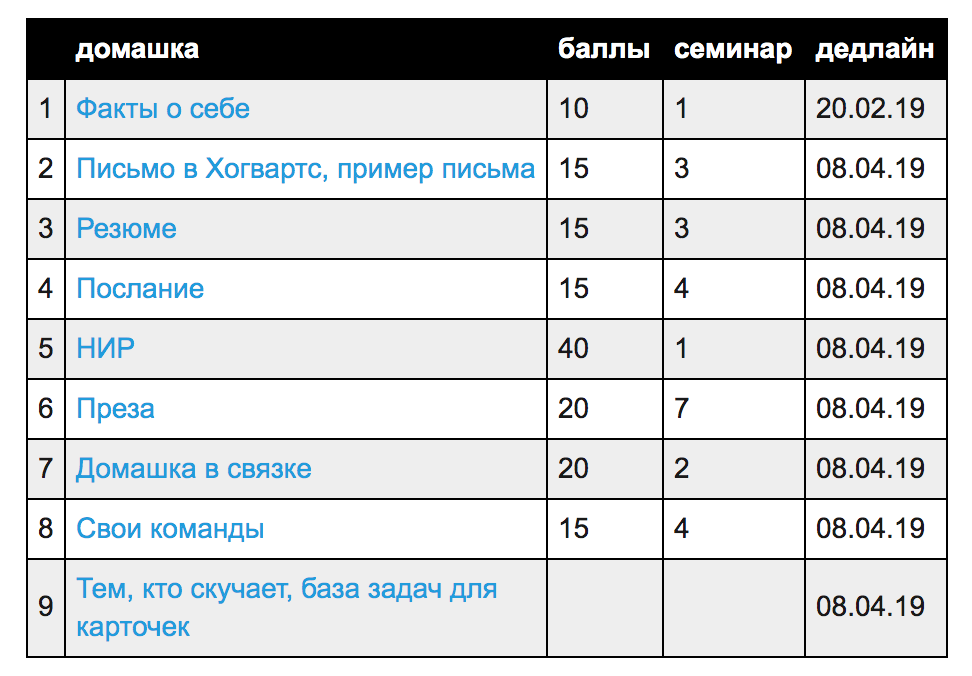 домашка баллы семинар дедлайн
1 Факты о себе 10 1 20.02.19
2 Письмо в Хогвартс, пример письма 15 3 08.04.19
3 Резюме 15 3 08.04.19
4 Послание 15 4 08.04.19
5 НИР 40 1 08.04.19
6 Преза 20 7 08.04.19
7 Домашка в связке 20 2 08.04.19
8 Свои команды 15 4 08.04.19
9 Тем, кто скучает, база задач для
карточек 08.04.19